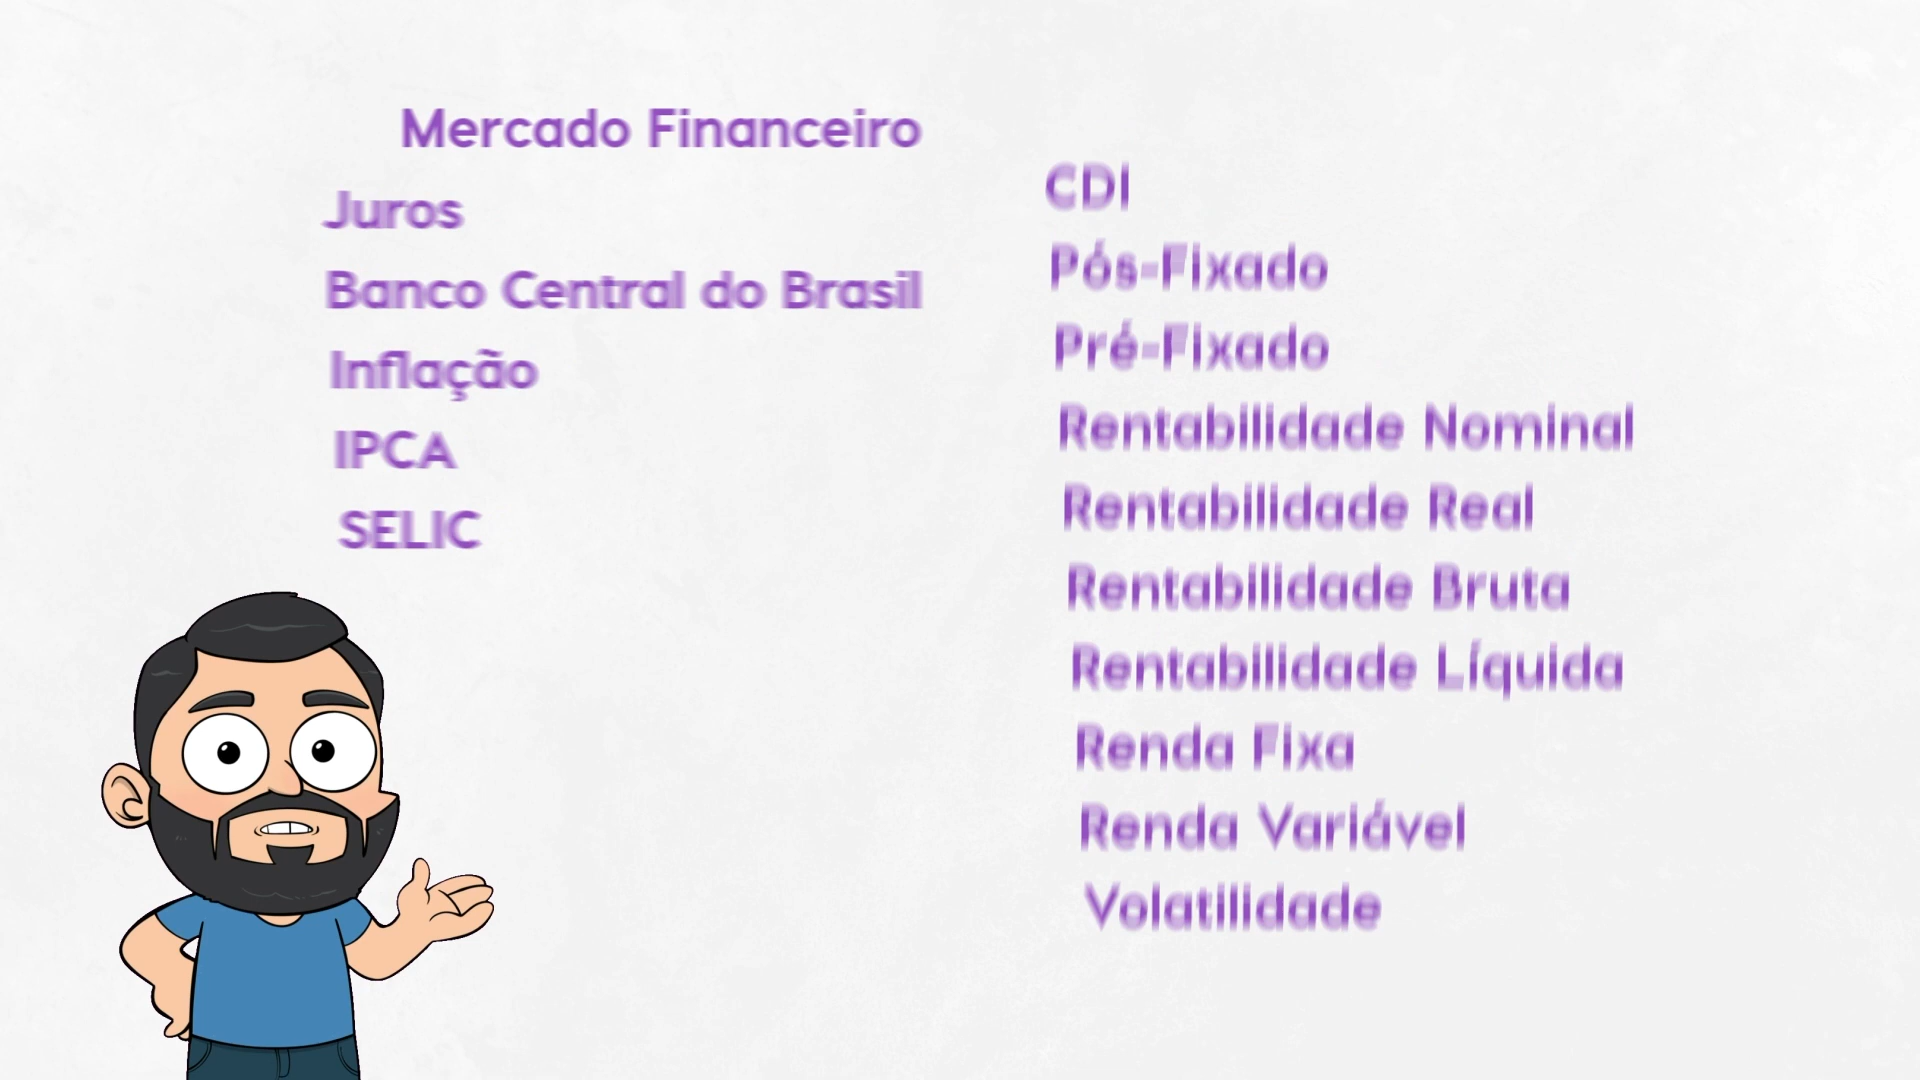 Mercado Financeiro
Juros
Banco Central do Brasil
Inflação
IPCA
SELIC
CDI
Pós-Fixado
Pré-Fixado
Rentabilidade Nominal
Rentabilidade Real
Rentabilidade Bruta
Rentabilidade Líquida
Renda Fixa
Renda Variável
Volatilidade